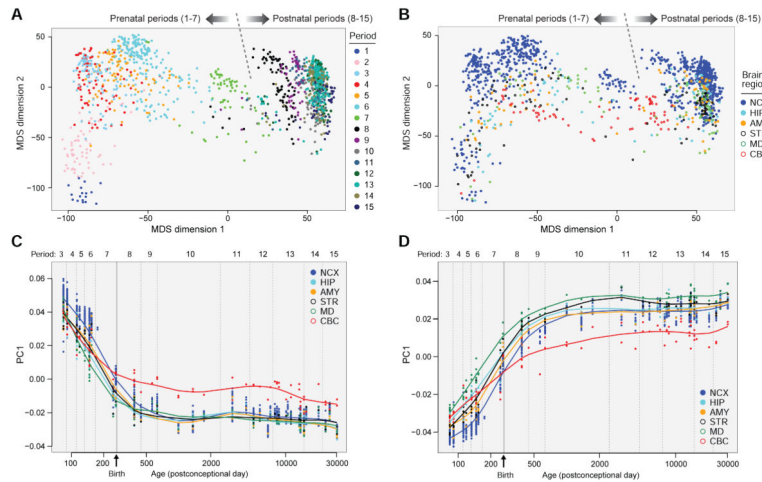 A
Prenatal periods (1-7)
Postnatal periods (8-15)
Period
1
2
3
4
5
6
7
8
9
10
11
12
13
14
15
MDS dimension 2
50
0
−50
−100
−100
−50
0
50
MDS dimension 1
B
Prenatal periods (1-7)
Postnatal periods (8-15)
Brain
region
NC
HIP
AM
STR
MD
CBC
MDS dimension 2
50
0
−50
−100
−100
−50
0
50
MDS dimension 1
C
Period: 3 4 5 6 7 8 9 10 11 12 13 14 15
NCX
HIP
AMY
STR
MD
CBC
PC1
0.06
0.04
0.02
0.00
−0.02
−0.04
100 200 500 2000 10000 30000
Birth
Age (postconceptional day)
D
Period: 3 4 5 6 7 8 9 10 11 12 13 14 15
PC1
0.04
0.02
0.00
−0.02
−0.04
NCX
HIP
AMY
STR
MD
CBC
100 200 500 2000 10000 30000
Birth
Age (postconceptional day)